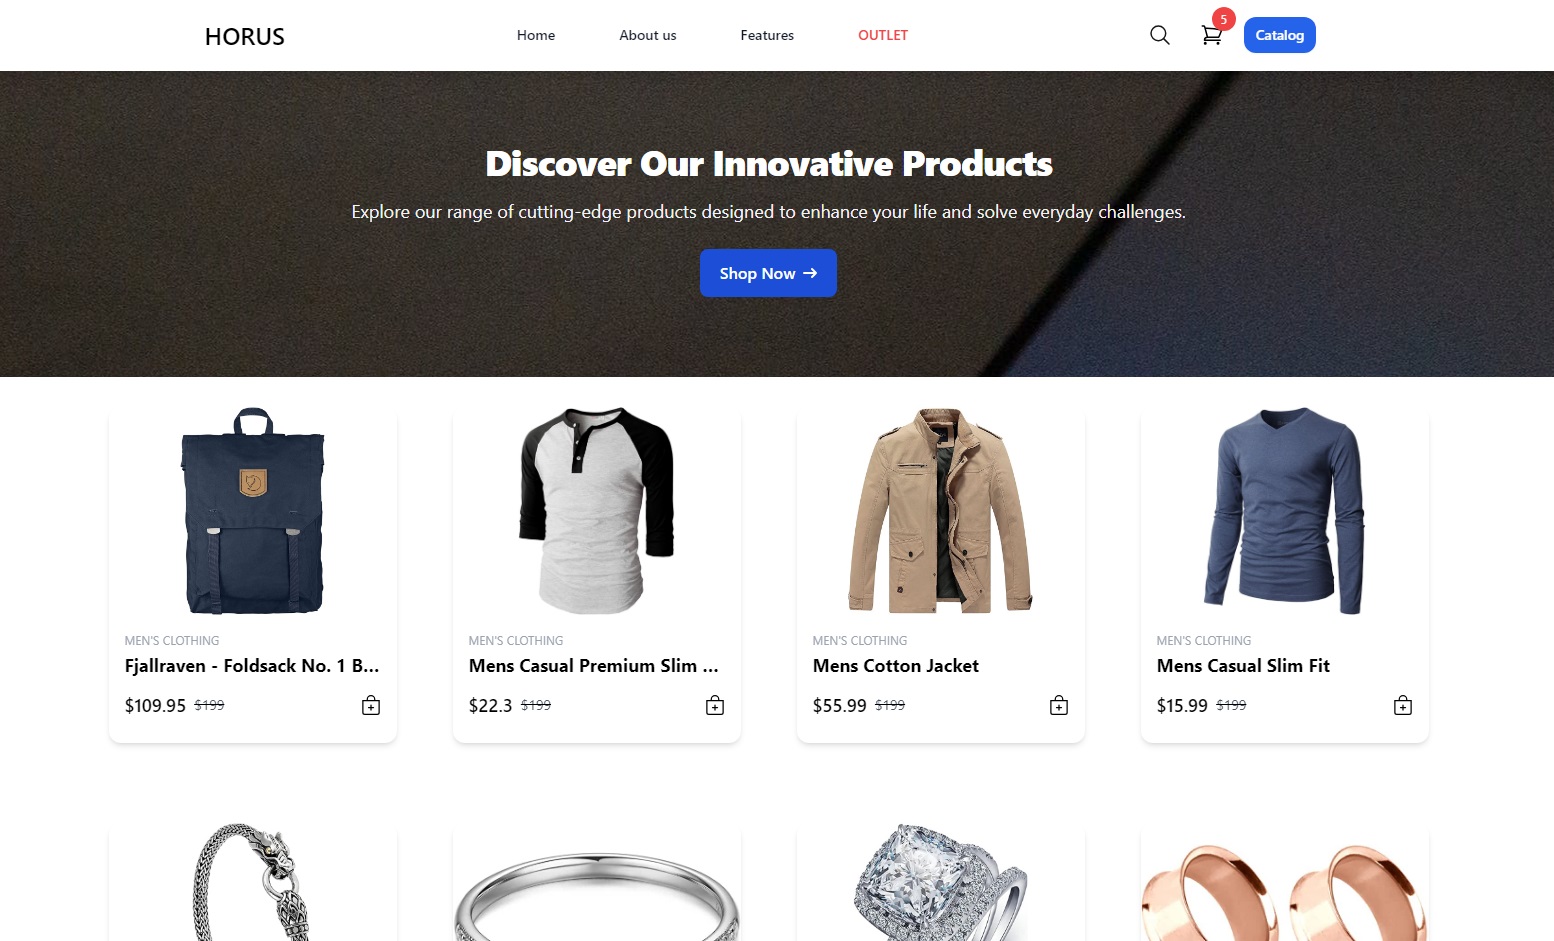 HORUS
Home
About us
Features
OUTLET
5
Catalog
Discover Our Innovative Products
Explore our range of cutting-edge products designed to enhance your life and solve everyday challenges.
Shop Now →
MEN'S CLOTHING
Fjallraven - Foldsack No. 1 B...
$109.95 $199
MEN'S CLOTHING
Mens Casual Premium Slim ...
$22.3 $199
MEN'S CLOTHING
Mens Cotton Jacket
$55.99 $199
MEN'S CLOTHING
Mens Casual Slim Fit
$15.99 $199